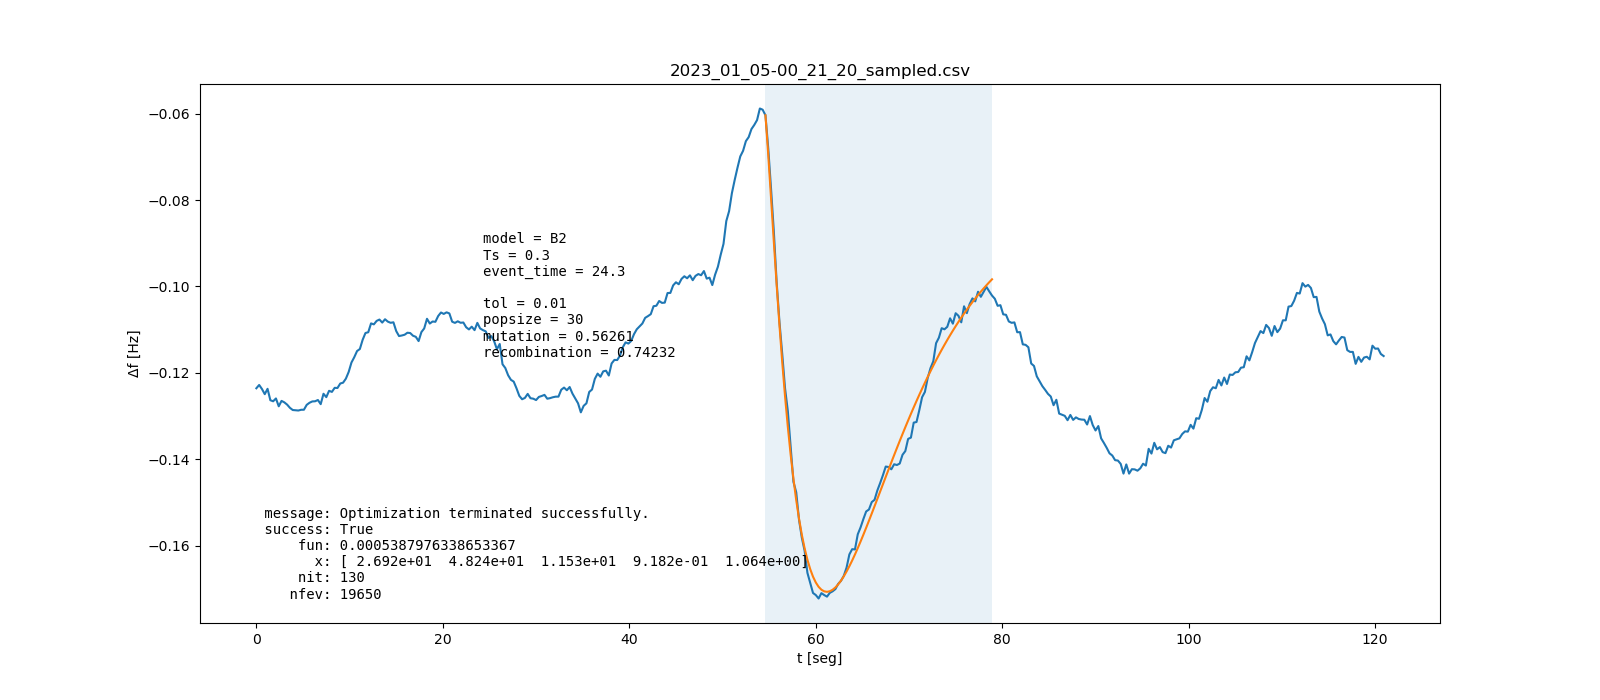 2023_01_05-00_21_20_sampled.csv
−0.06
−0.08
−0.10
−0.12
−0.14
−0.16
Δf [Hz]
model = B2
Ts = 0.3
event_time = 24.3
tol = 0.01
popsize = 30
mutation = 0.56261
recombination = 0.74232
message: Optimization terminated successfully.
success: True
fun: 0.0005387976338653367
x: [ 2.692e+01 4.824e+01 1.153e+01 9.182e-01 1.064e+00]
nit: 130
nfev: 19650
0 20 40 60 80 100 120
t [seg]